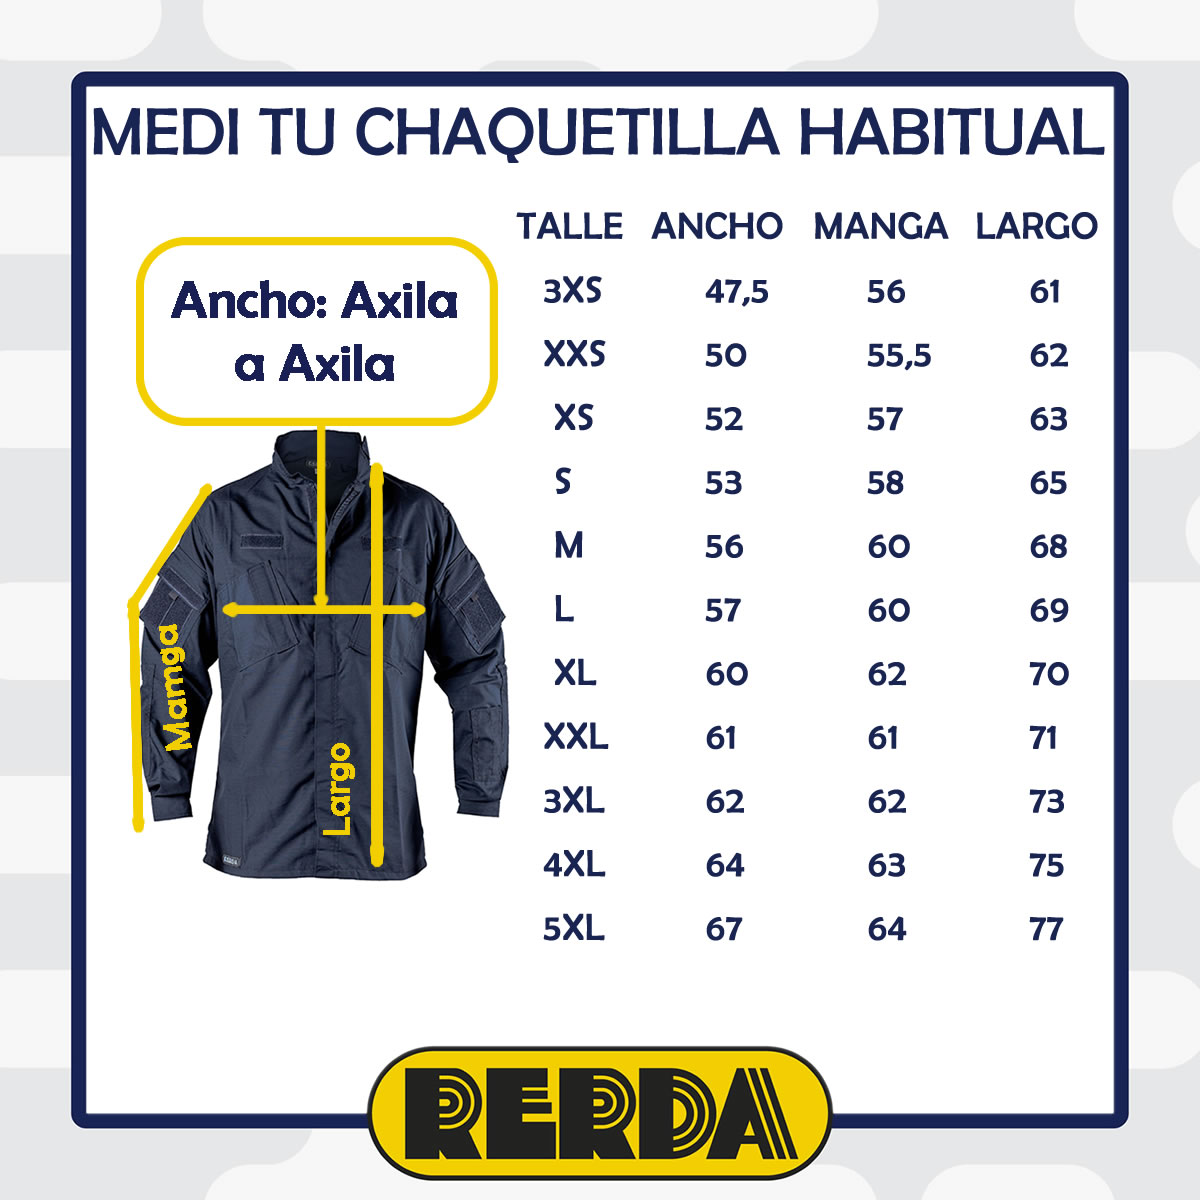 MEDI TU CHAQUETILLA HABITUAL
TALLE ANCHO MANGA LARGO
3XS 47,5 56 61
XXS 50 55,5 62
XS 52 57 63
S 53 58 65
M 56 60 68
L 57 60 69
XL 60 62 70
XXL 61 61 71
3XL 62 62 73
4XL 64 63 75
5XL 67 64 77
Ancho: Axila
a Axila
Mamga
Largo
RERDA
RERDA